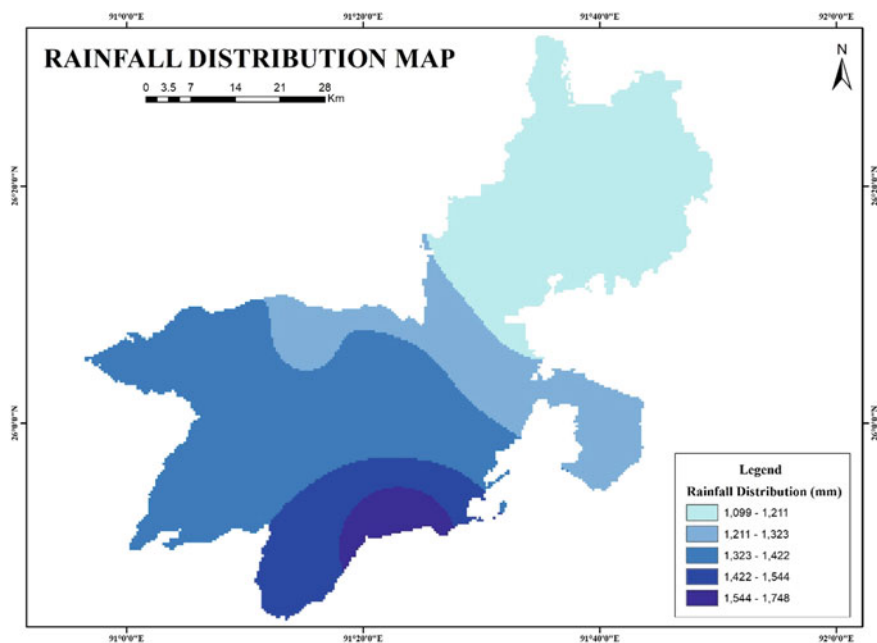 91°0'0"E 91°20'0"E 91°40'0"E 92°0'0"E
RAINFALL DISTRIBUTION MAP
0 3.5 7 14 21 28
Km
N
26°20'0"N 26°20'0"N
26°0'0"N 26°0'0"N
Legend
Rainfall Distribution (mm)
1,099 - 1,211
1,211 - 1,323
1,323 - 1,422
1,422 - 1,544
1,544 - 1,748
91°0'0"E 91°20'0"E 91°40'0"E 92°0'0"E